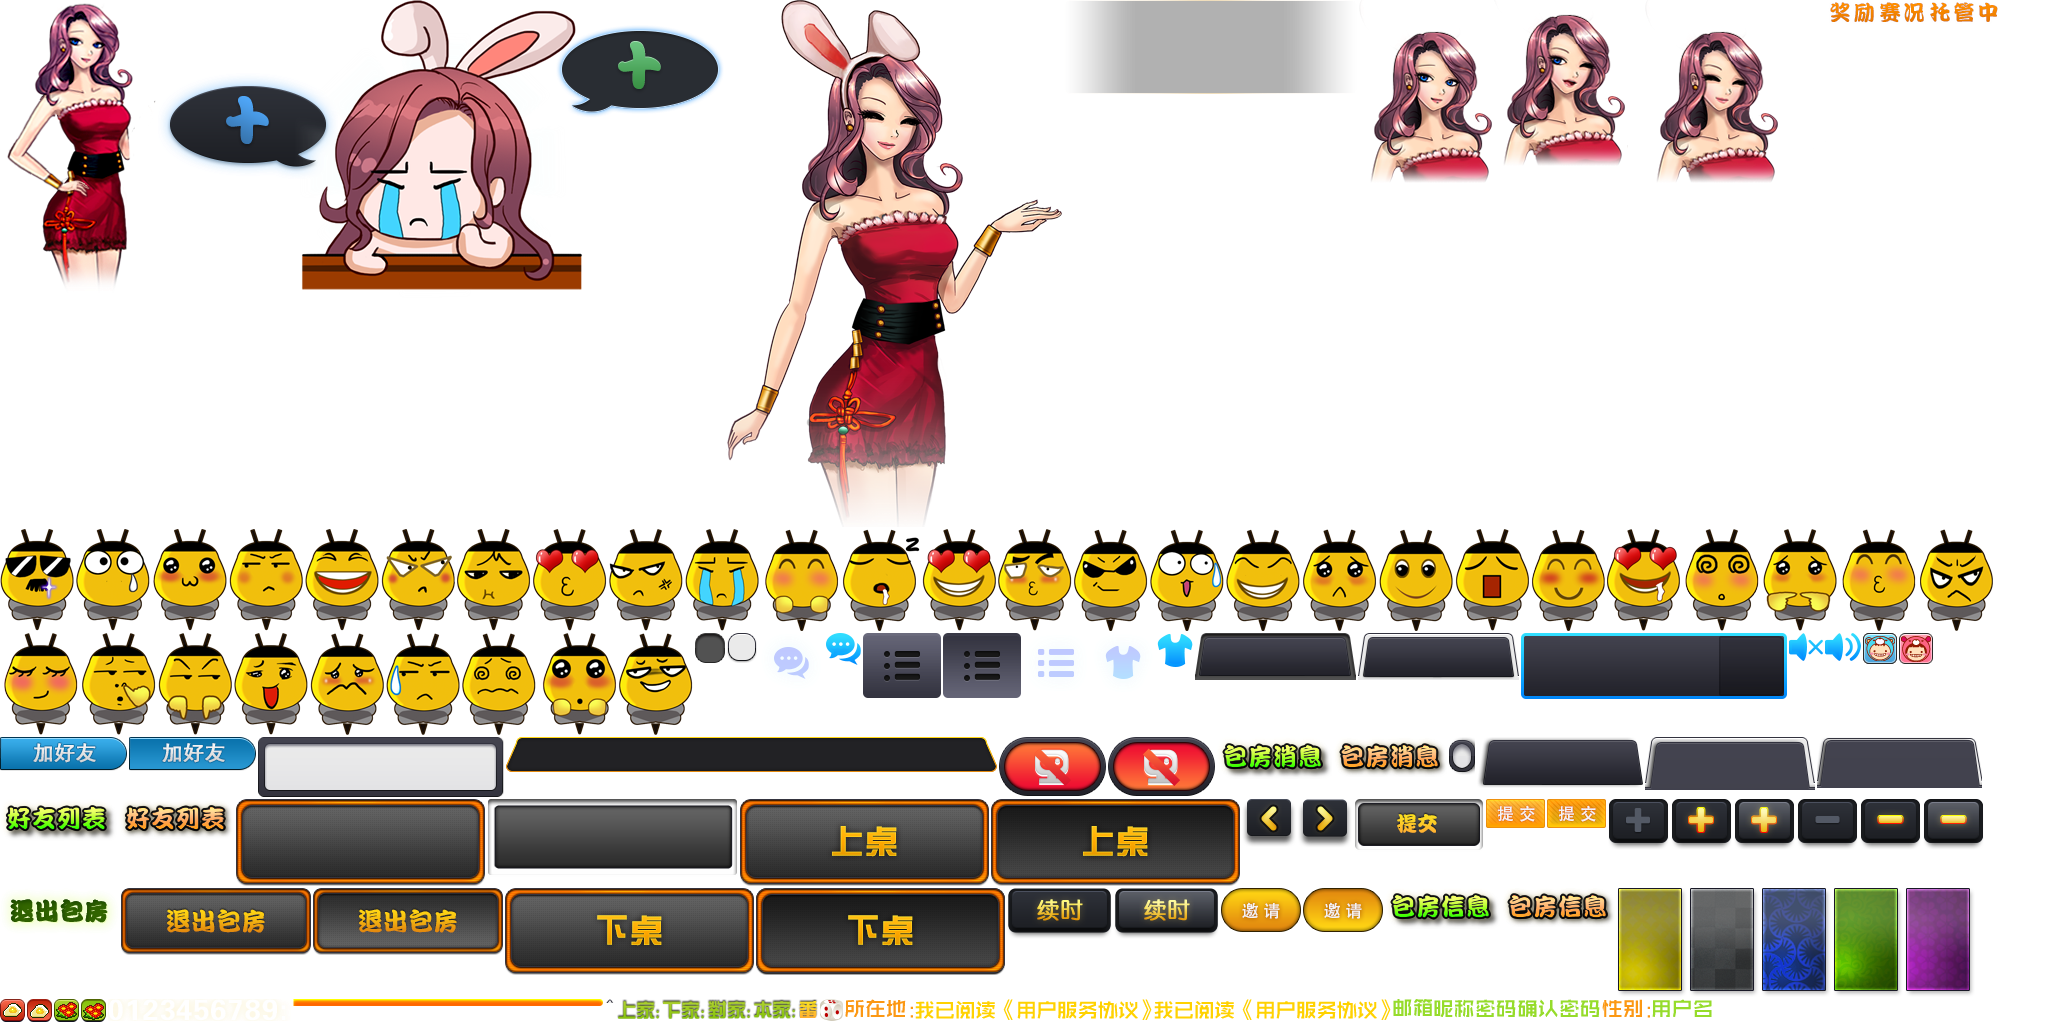 奖励 赛况 托管中
z
加好友 加好友 包房消息 包房消息
好友列表 好友列表 上桌 上桌 提交 提交 提交
退出包房 退出包房 退出包房 下桌 下桌 续时 续时 邀请 邀请 包房信息 包房信息
0123456789 上家: 下家: 对家: 本家: 番 所在地:我已阅读《用户服务协议》我已阅读《用户服务协议》邮箱昵称密码确认密码性别:用户名